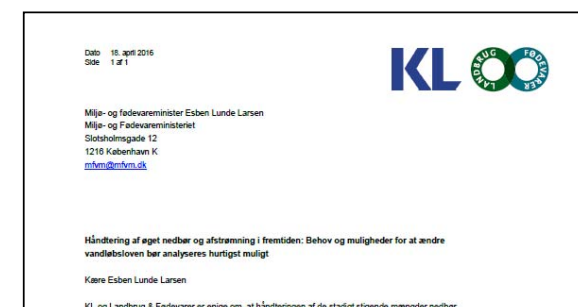 Dato 18. april 2016
Side 1 af 1
KL
LANDBRUG FØDEVARER
Miljø- og fødevareminister Esben Lunde Larsen
Miljø- og Fødevareministeriet
Slotsholmsgade 12
1216 København K
mfvm@mfvm.dk
Håndtering af øget nedbør og afstrømning i fremtiden: Behov og muligheder for at ændre
vandløbsloven bør analyseres hurtigst muligt
Kære Esben Lunde Larsen
KL og Landbrug & Fødevarer er enige om, at håndteringen af de stadigt stigende mængder nedbør